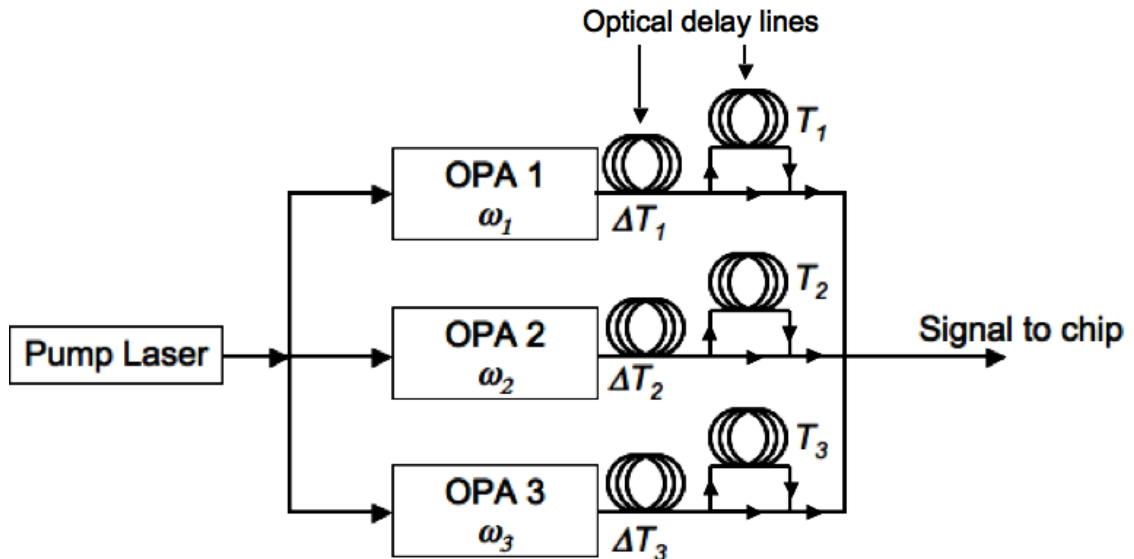 Optical delay lines
T1
OPA 1
ω1
ΔT1
T2
Pump Laser
OPA 2
ω2
ΔT2
Signal to chip
T3
OPA 3
ω3
ΔT3